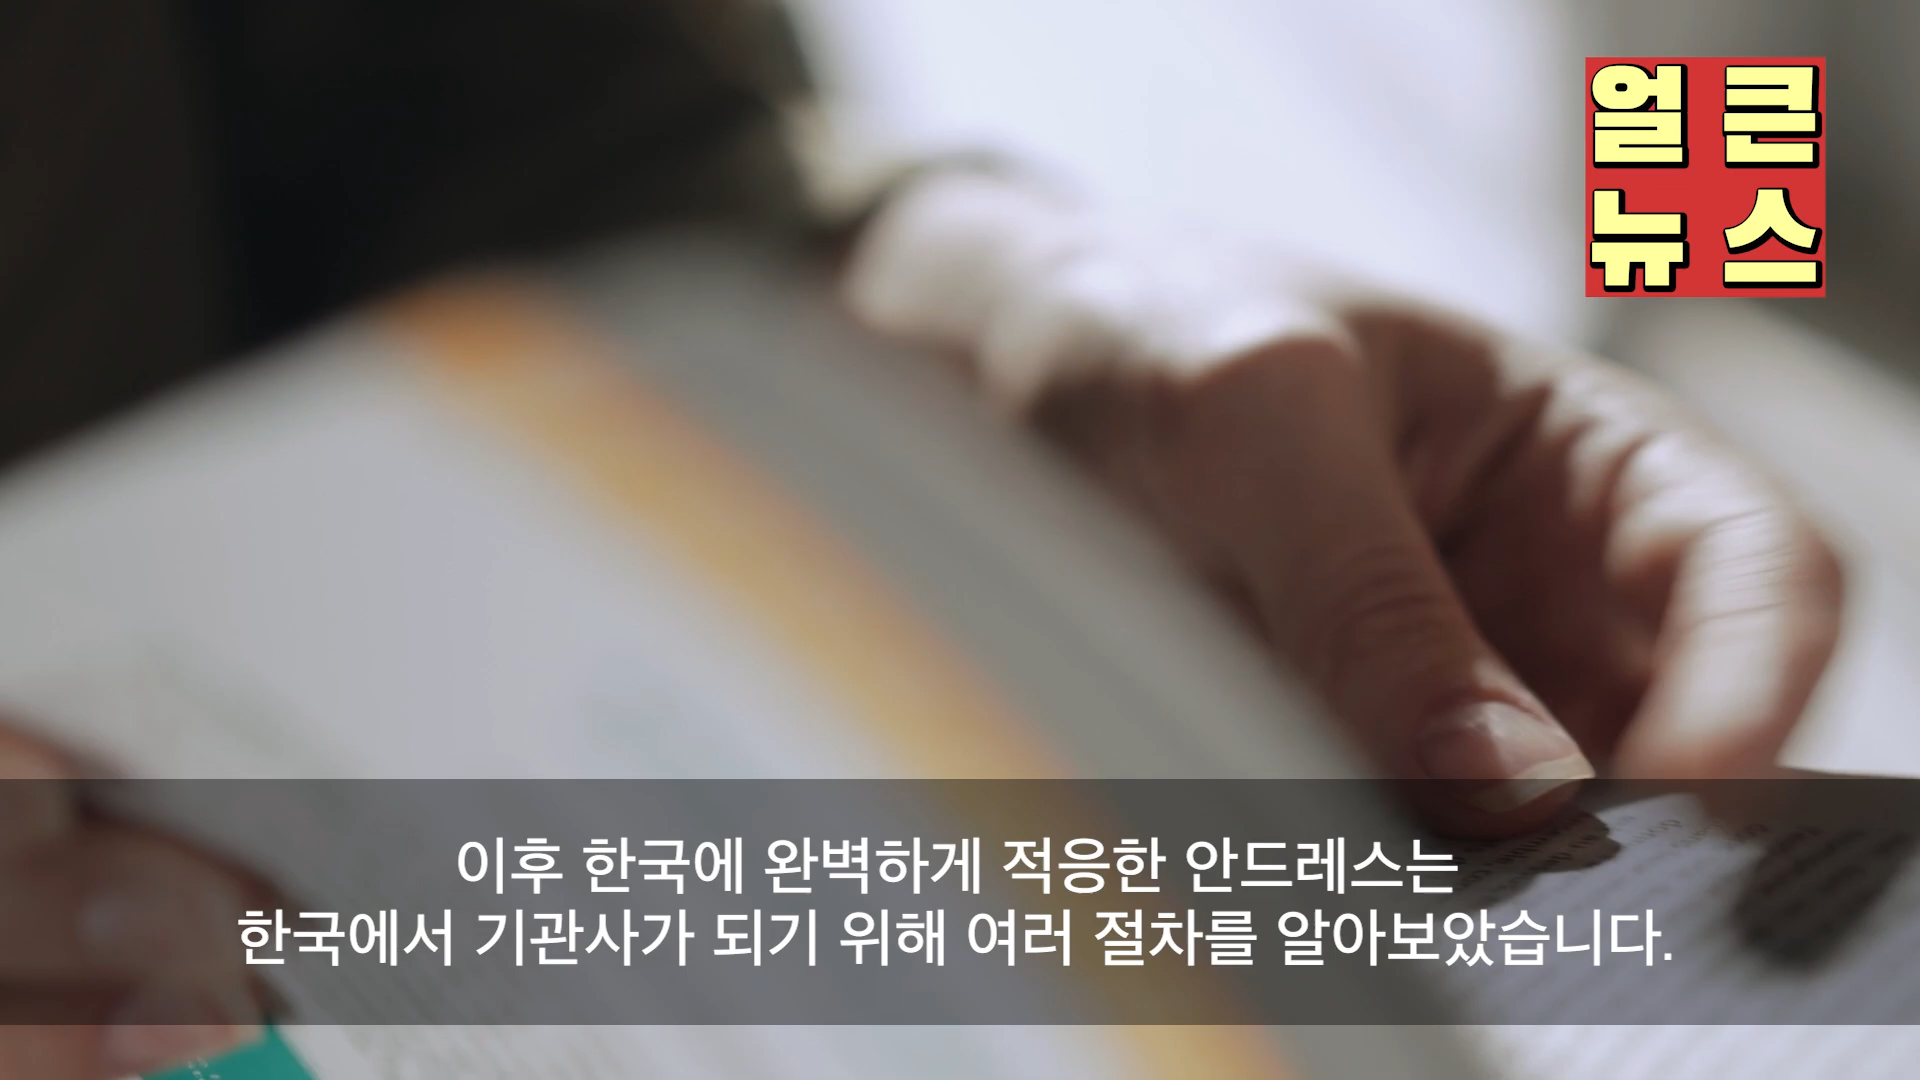 얼큰
뉴스
이후 한국에 완벽하게 적응한 안드레스는
한국에서 기관사가 되기 위해 여러 절차를 알아보았습니다.